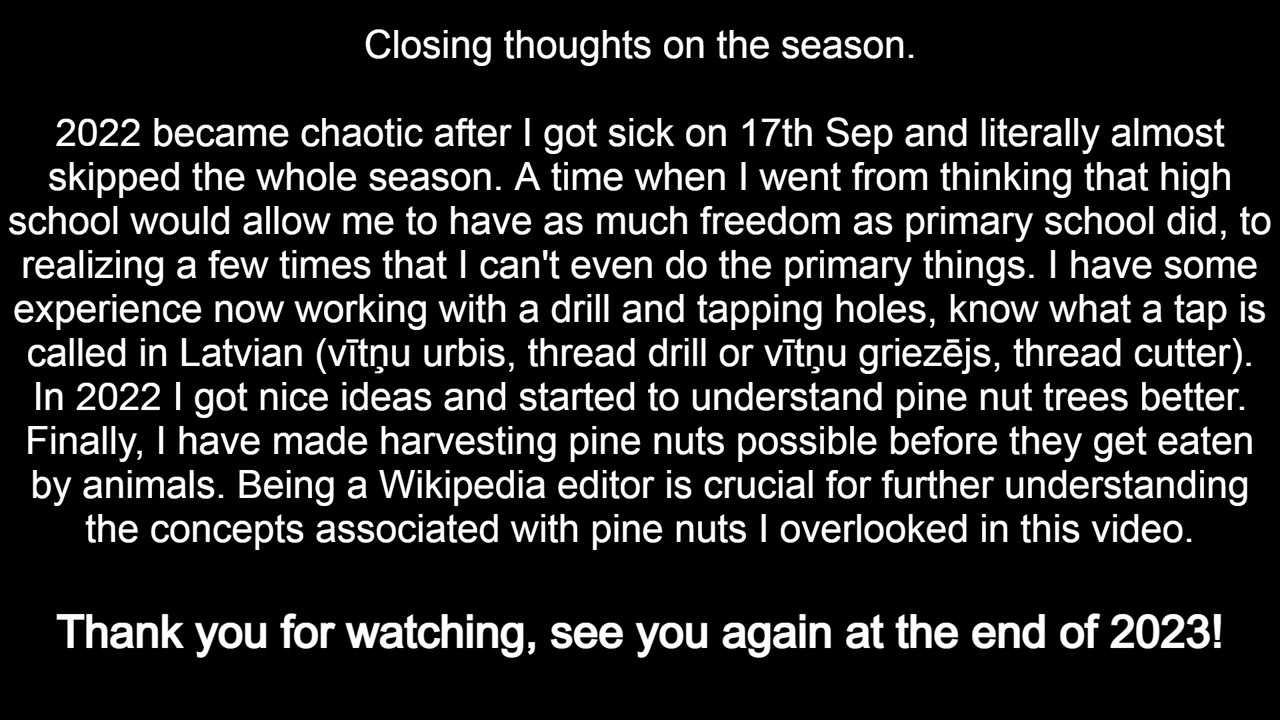 Closing thoughts on the season.
2022 became chaotic after I got sick on 17th Sep and literally almost
skipped the whole season. A time when I went from thinking that high
school would allow me to have as much freedom as primary school did, to
realizing a few times that I can't even do the primary things. I have some
experience now working with a drill and tapping holes, know what a tap is
called in Latvian (vītņu urbis, thread drill or vītņu griezējs, thread cutter).
In 2022 I got nice ideas and started to understand pine nut trees better.
Finally, I have made harvesting pine nuts possible before they get eaten
by animals. Being a Wikipedia editor is crucial for further understanding
the concepts associated with pine nuts I overlooked in this video.
Thank you for watching, see you again at the end of 2023!